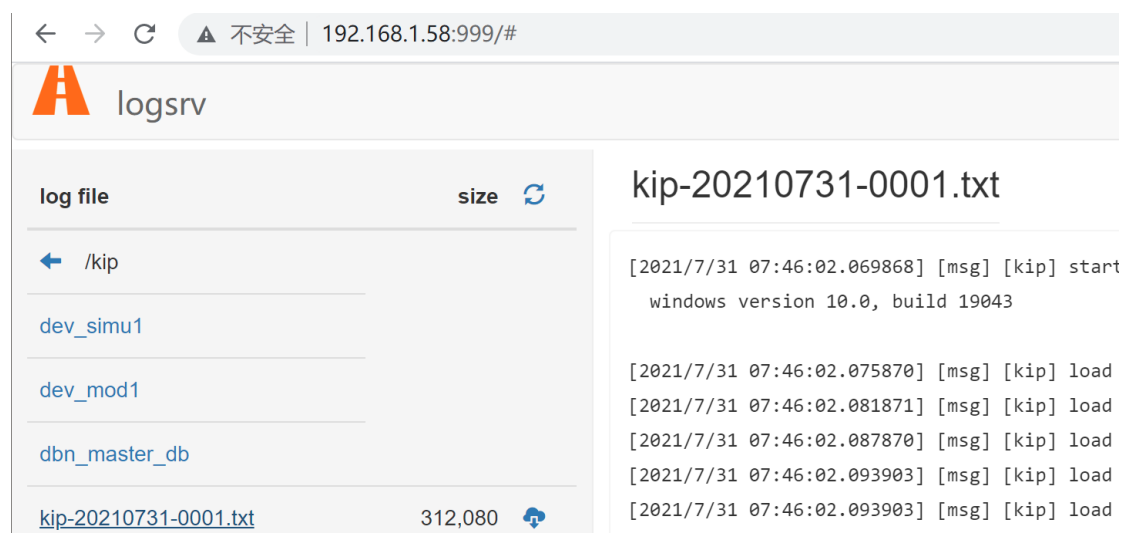 不安全 | 192.168.1.58:999/#
logsrv
log file size
/kip
dev_simu1
dev_mod1
dbn_master_db
kip-20210731-0001.txt 312,080
kip-20210731-0001.txt
[2021/7/31 07:46:02.069868] [msg] [kip] start
windows version 10.0, build 19043
[2021/7/31 07:46:02.075870] [msg] [kip] load
[2021/7/31 07:46:02.081871] [msg] [kip] load
[2021/7/31 07:46:02.087870] [msg] [kip] load
[2021/7/31 07:46:02.093903] [msg] [kip] load
[2021/7/31 07:46:02.093903] [msg] [kip] load